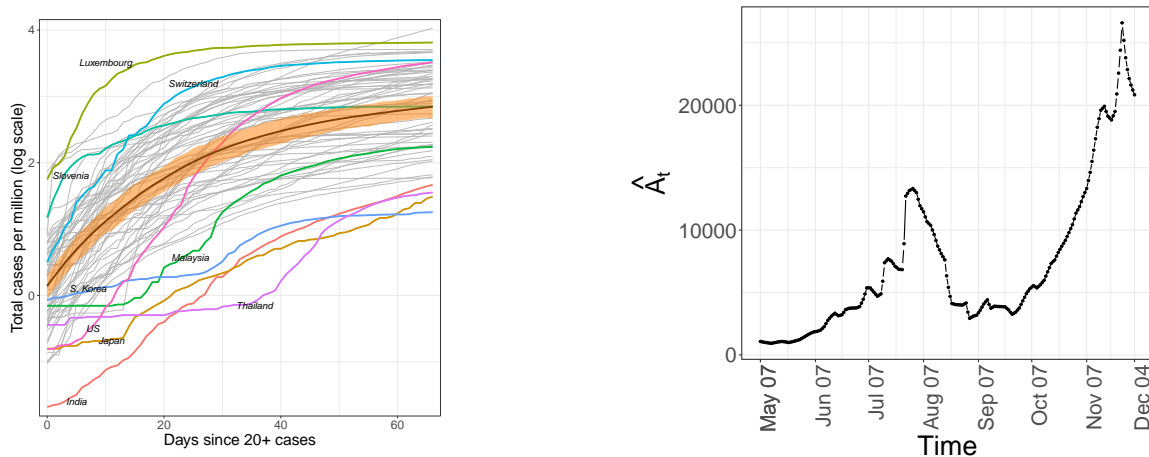 Total cases per million (log scale)
4
2
0
Luxembourg
Switzerland
Slovenia
Malaysia
S. Korea
Thailand
US
Japan
India
0 20 40 60
Days since 20+ cases
Â_t
20000
10000
0
May 07 Jun 07 Jul 07 Aug 07 Sep 07 Oct 07 Nov 07 Dec 04
Time